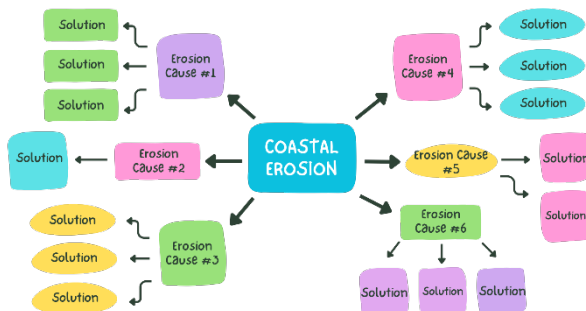 Solution
Solution
Solution
Erosion
Cause #1
Solution
Erosion
Cause #2
Solution
Solution
Solution
Erosion
Cause #3
COASTAL
EROSION
Erosion
Cause #4
Solution
Solution
Solution
Erosion Cause
#5
Solution
Solution
Erosion
Cause #6
Solution
Solution
Solution